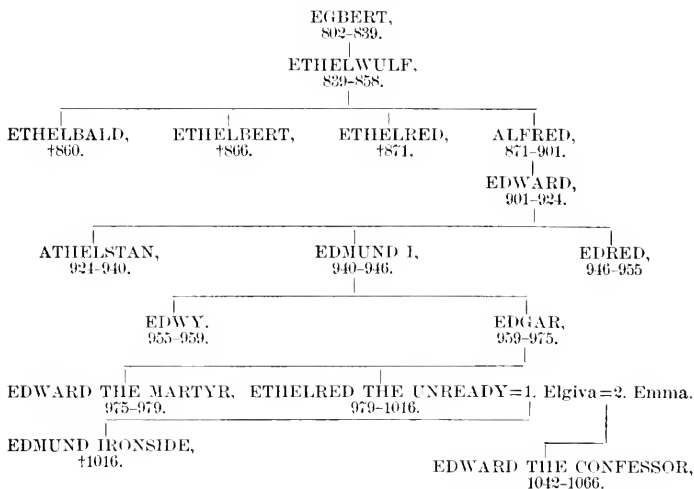 EGBERT,
802–839.
ETHELWULF,
839–858.
ETHELBALD, ETHELBERT, ETHELRED, ALFRED,
†860. †866. †871. 871–901.
EDWARD,
901–924.
ATHELSTAN, EDMUND I, EDRED,
924–940. 940–946. 946–955
EDWY. EDGAR,
955–959. 959–975.
EDWARD THE MARTYR, ETHELRED THE UNREADY=1. Elgiva=2. Emma.
975–979. 979–1016.
EDMUND IRONSIDE,
†1016.
EDWARD THE CONFESSOR,
1042–1066.